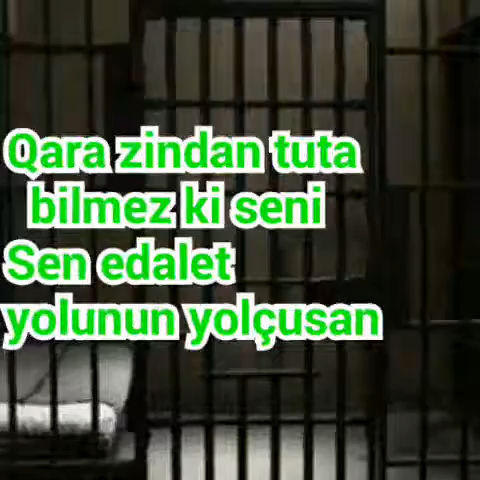 Qara zindan tuta
bilmez ki seni
Sen edalet
yolunun yolçusan